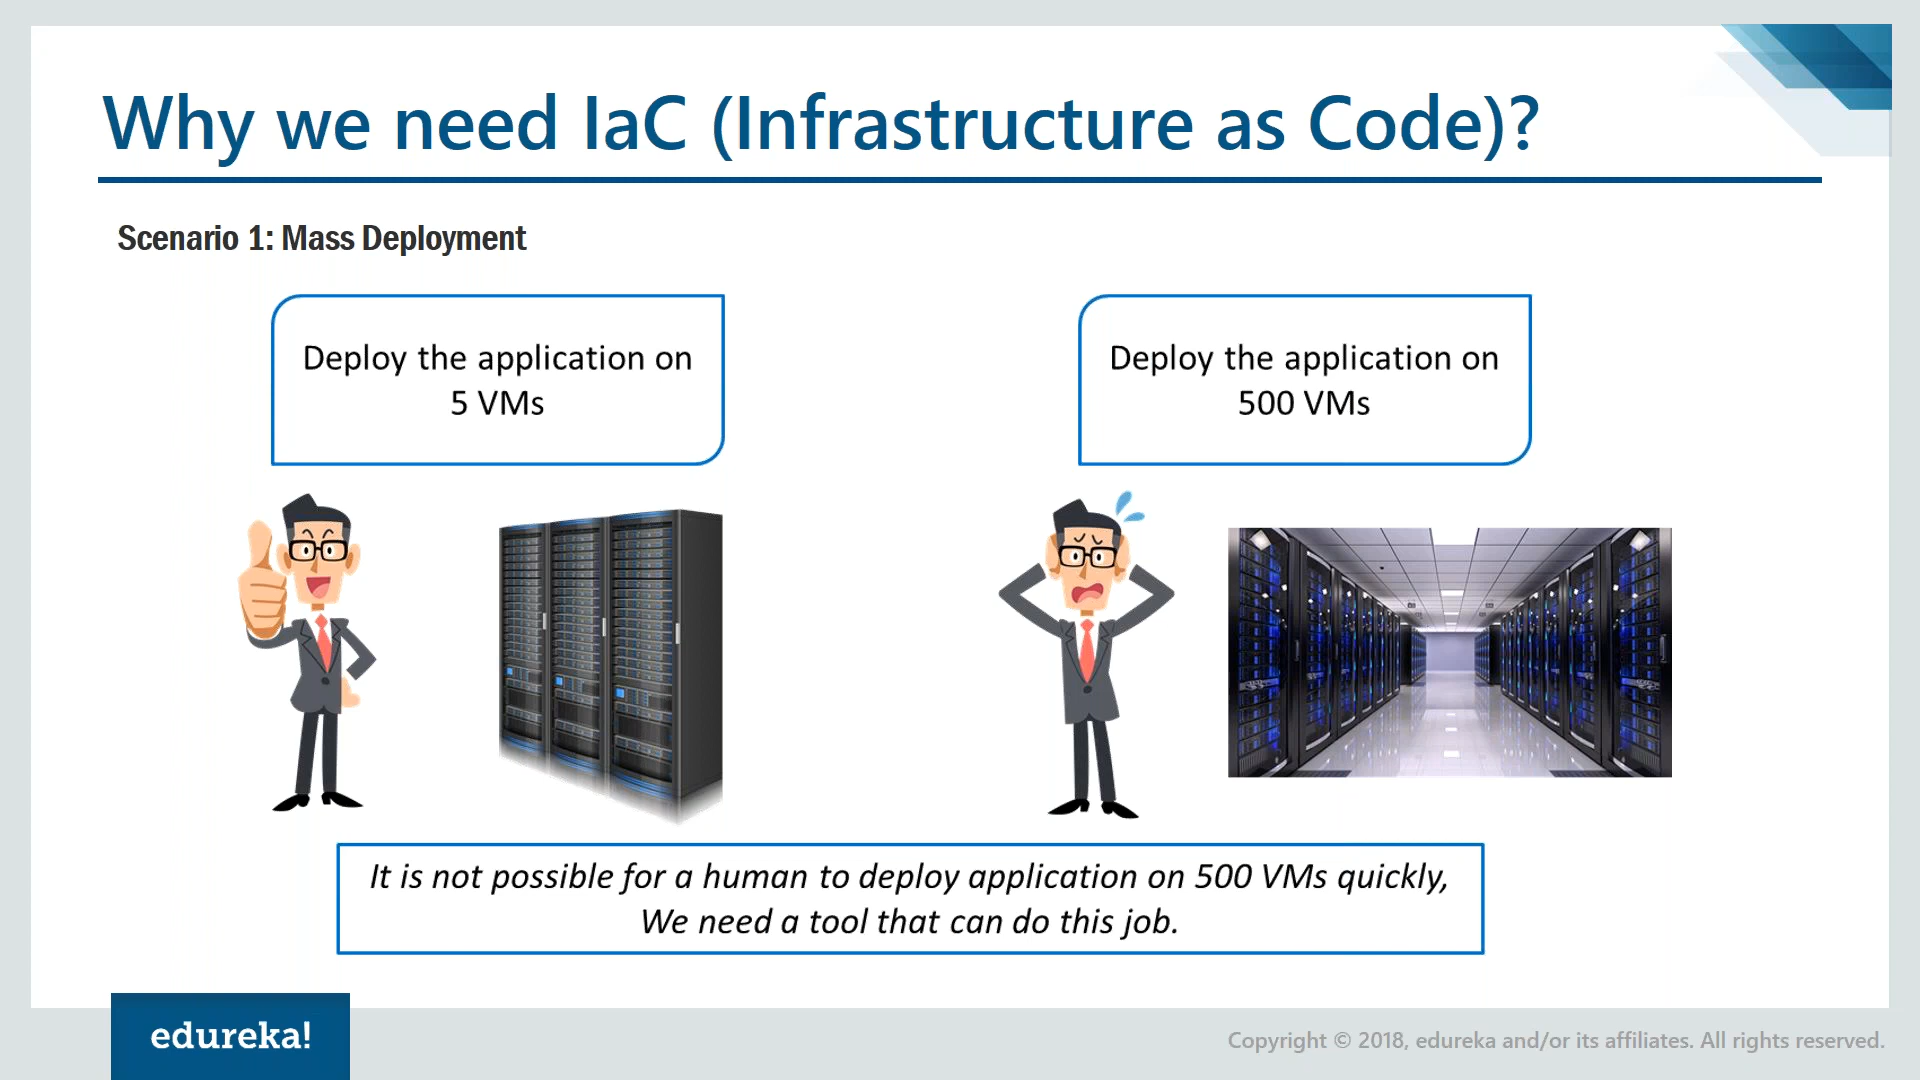 Why we need IaC (Infrastructure as Code)?
Scenario 1: Mass Deployment
Deploy the application on
5 VMs
Deploy the application on
500 VMs
It is not possible for a human to deploy application on 500 VMs quickly,
We need a tool that can do this job.
edureka!
Copyright © 2018, edureka and/or its affiliates. All rights reserved.